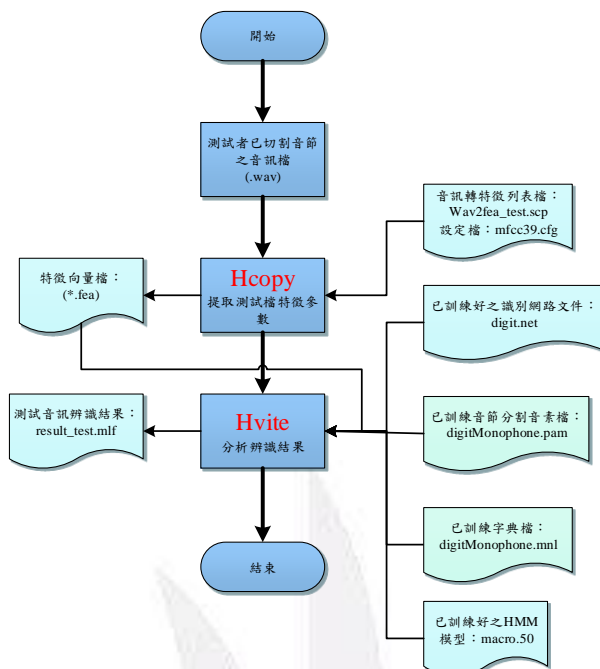 開始
測試者已切割音節
之音訊檔
(.wav)
音訊轉特徵列表檔：
Wav2fea_test.scp
設定檔：mfcc39.cfg
Hcopy
提取測試檔特徵參
數
特徵向量檔：
(*.fea)
已訓練好之識別網路文件：
digit.net
Hvite
分析辨識結果
測試音訊辨識結果：
result_test.mlf
已訓練音節分割音素檔：
digitMonophone.pam
已訓練字典檔：
digitMonophone.mnl
結束
已訓練好之HMM
模型：macro.50